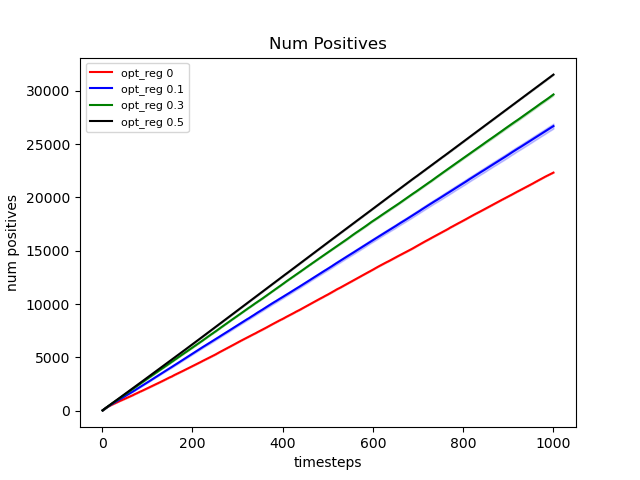 Num Positives
opt_reg 0
opt_reg 0.1
opt_reg 0.3
opt_reg 0.5
num positives
30000
25000
20000
15000
10000
5000
0
0 200 400 600 800 1000
timesteps